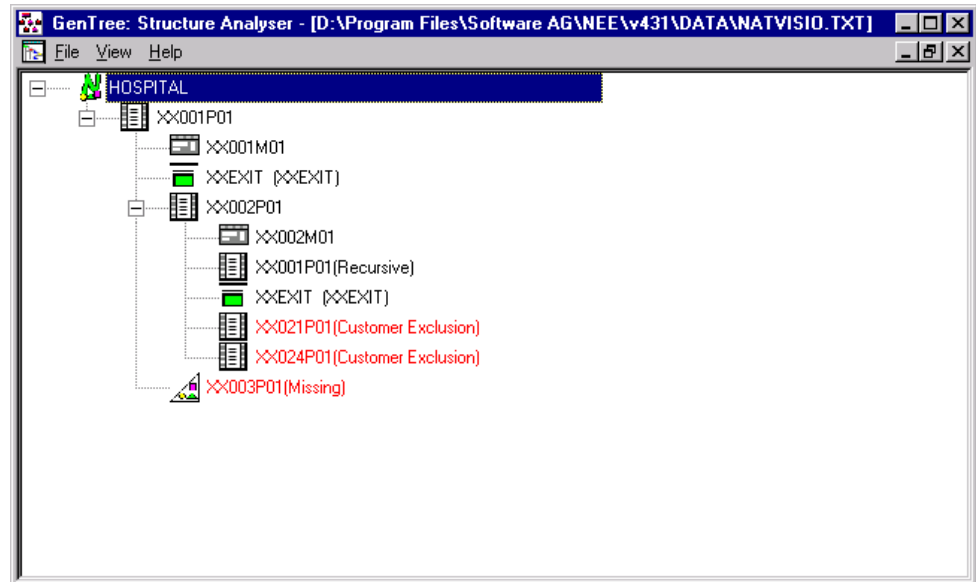 GenTree: Structure Analyser - [D:\Program Files\Software AG\NEE\v431\DATA\NATVISIO.TXT]
File View Help
HOSPITAL
XX001P01
XX001M01
XXEXIT (XXEXIT)
XX002P01
XX002M01
XX001P01(Recursive)
XXEXIT (XXEXIT)
XX021P01(Customer Exclusion)
XX024P01(Customer Exclusion)
XX003P01(Missing)